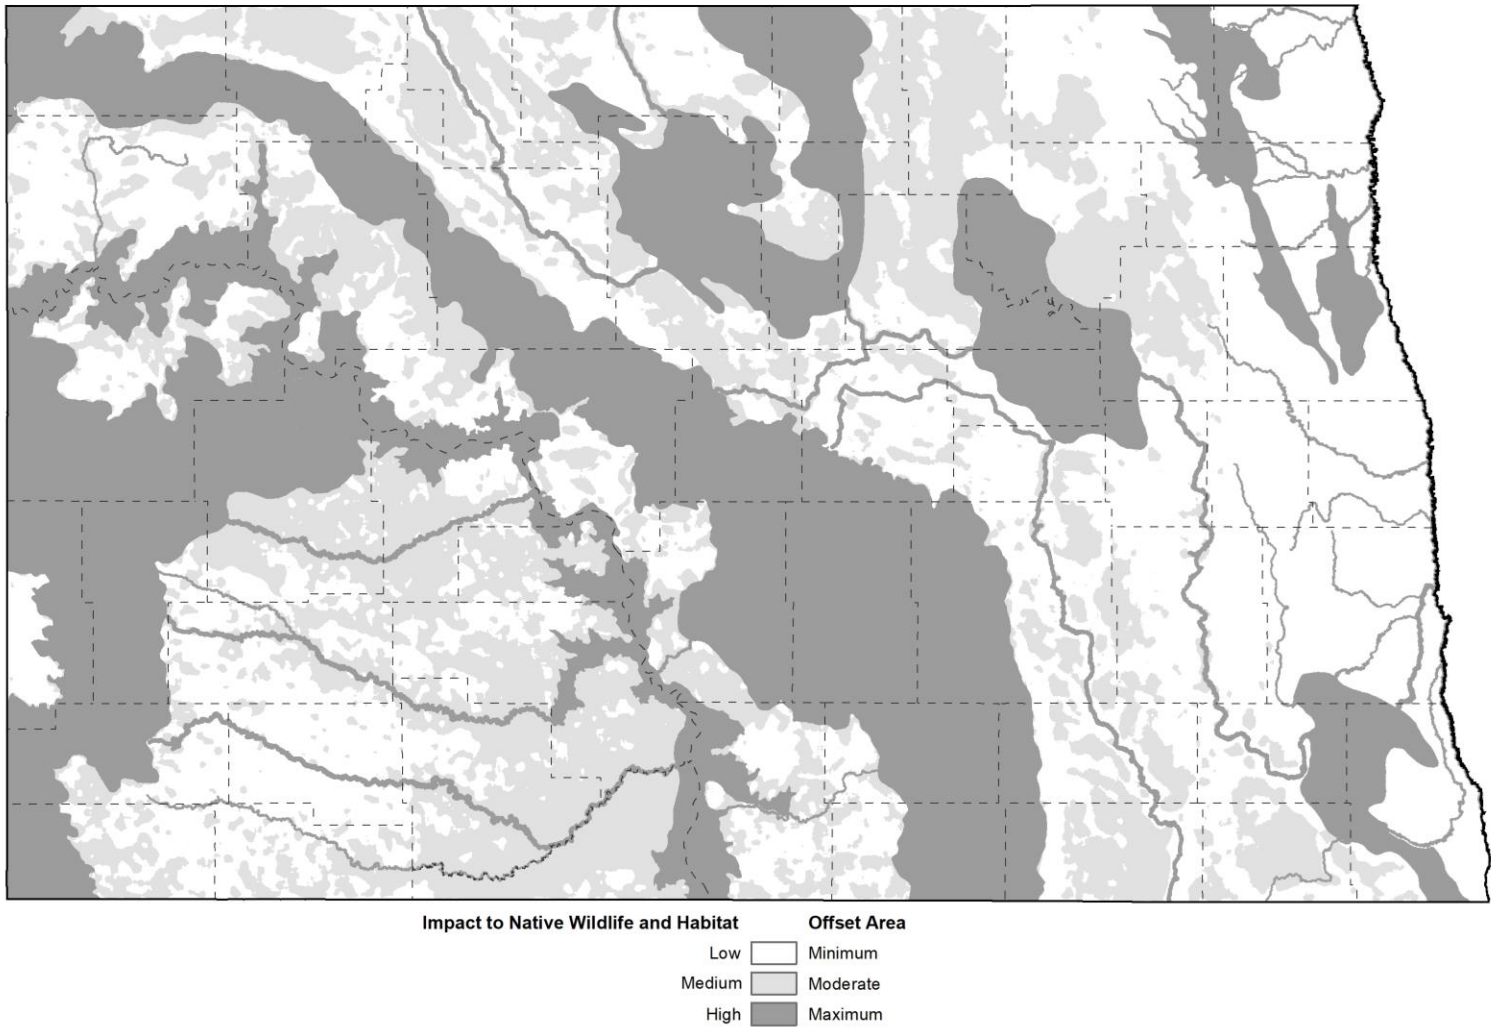 Impact to Native Wildlife and Habitat Offset Area
Low Minimum
Medium Moderate
High Maximum